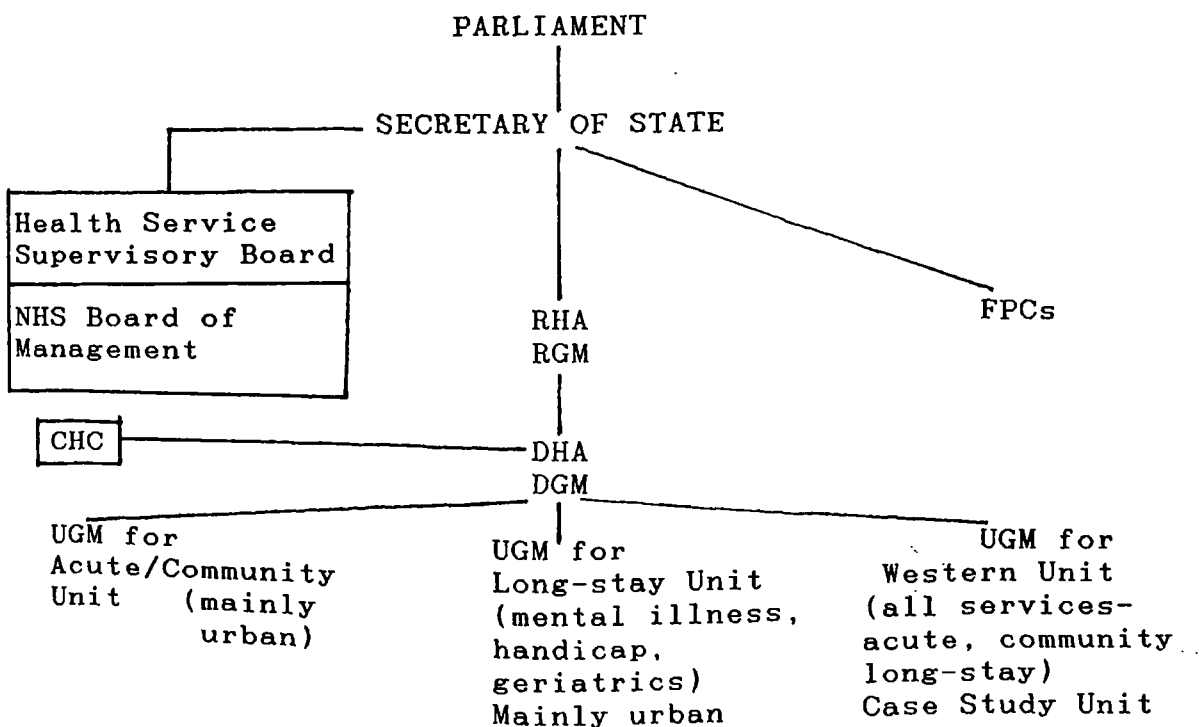 PARLIAMENT
SECRETARY OF STATE
Health Service
Supervisory Board
NHS Board of
Management
FPCs
RHA
RGM
CHC
DHA
DGM
UGM for
Acute/Community
Unit (mainly
urban)
UGM for
Long-stay Unit
(mental illness,
handicap,
geriatrics)
Mainly urban
UGM for
Western Unit
(all services-
acute, community
long-stay)
Case Study Unit